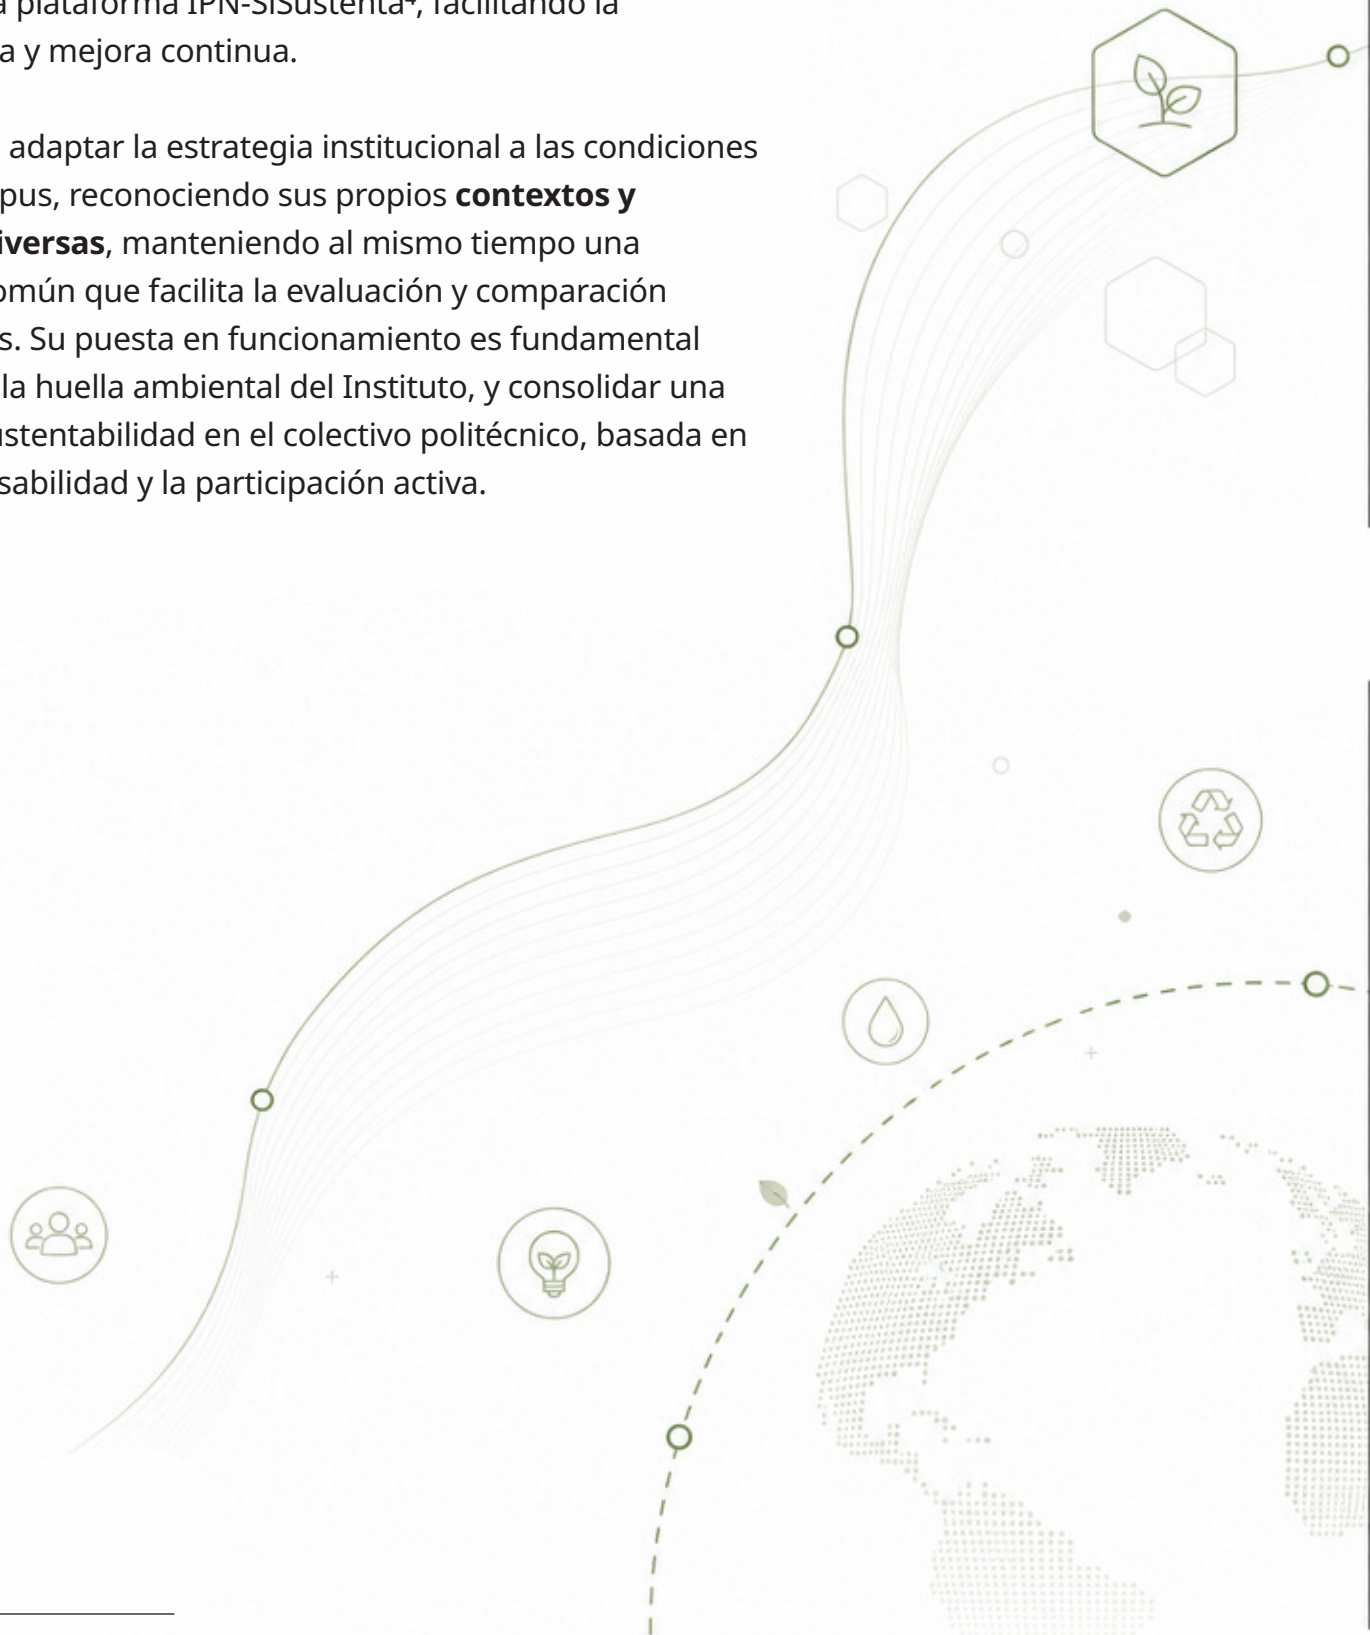 a plataforma IPN-SiSustenta⁴, facilitando la
a y mejora continua.
adaptar la estrategia institucional a las condiciones
pus, reconociendo sus propios contextos y
iversas, manteniendo al mismo tiempo una
omún que facilita la evaluación y comparación
s. Su puesta en funcionamiento es fundamental
la huella ambiental del Instituto, y consolidar una
ustentabilidad en el colectivo politécnico, basada en
sabilidad y la participación activa.